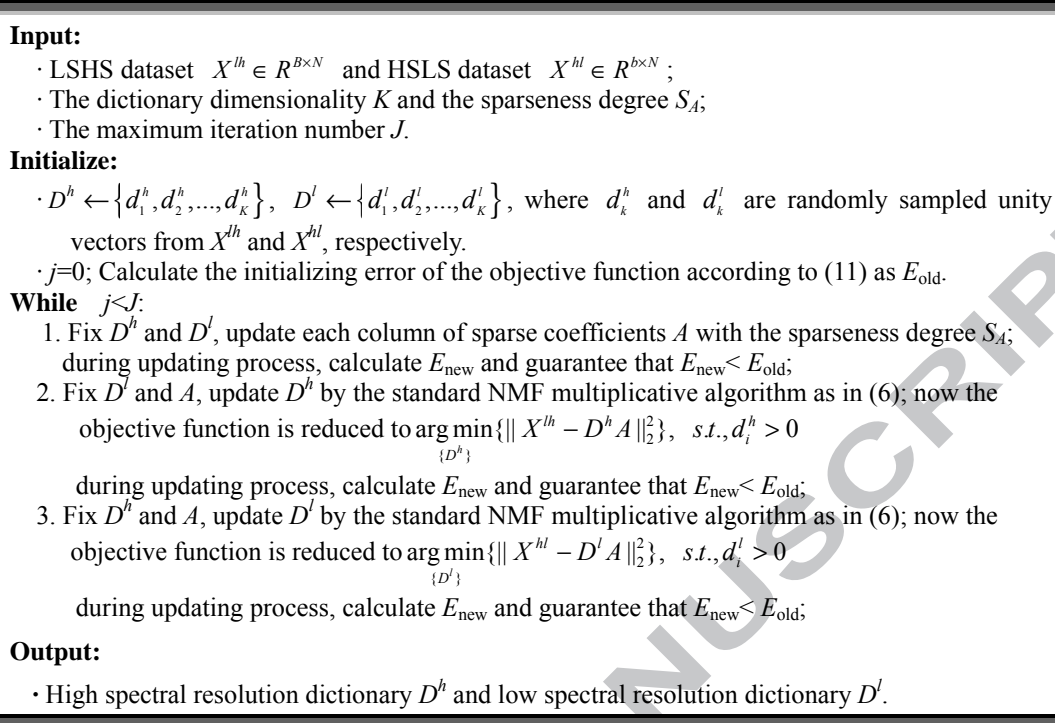 Input:
· LSHS dataset X^{lh} ∈ R^{B×N} and HSLS dataset X^{hl} ∈ R^{b×N} ;
· The dictionary dimensionality K and the sparseness degree S_A;
· The maximum iteration number J.
Initialize:
· D^h ← {d_1^h, d_2^h, ..., d_K^h}, D^l ← {d_1^l, d_2^l, ..., d_K^l}, where d_k^h and d_k^l are randomly sampled unity
vectors from X^{lh} and X^{hl}, respectively.
· j=0; Calculate the initializing error of the objective function according to (11) as E_old.
While j<J:
1. Fix D^h and D^l, update each column of sparse coefficients A with the sparseness degree S_A;
during updating process, calculate E_new and guarantee that E_new< E_old;
2. Fix D^l and A, update D^h by the standard NMF multiplicative algorithm as in (6); now the
objective function is reduced to arg min_{{D^h}} {|| X^{lh} − D^h A ||_2^2}, s.t., d_i^h > 0
during updating process, calculate E_new and guarantee that E_new< E_old;
3. Fix D^h and A, update D^l by the standard NMF multiplicative algorithm as in (6); now the
objective function is reduced to arg min_{{D^l}} {|| X^{hl} − D^l A ||_2^2}, s.t., d_i^l > 0
during updating process, calculate E_new and guarantee that E_new< E_old;
Output:
· High spectral resolution dictionary D^h and low spectral resolution dictionary D^l.
NUSCRIP